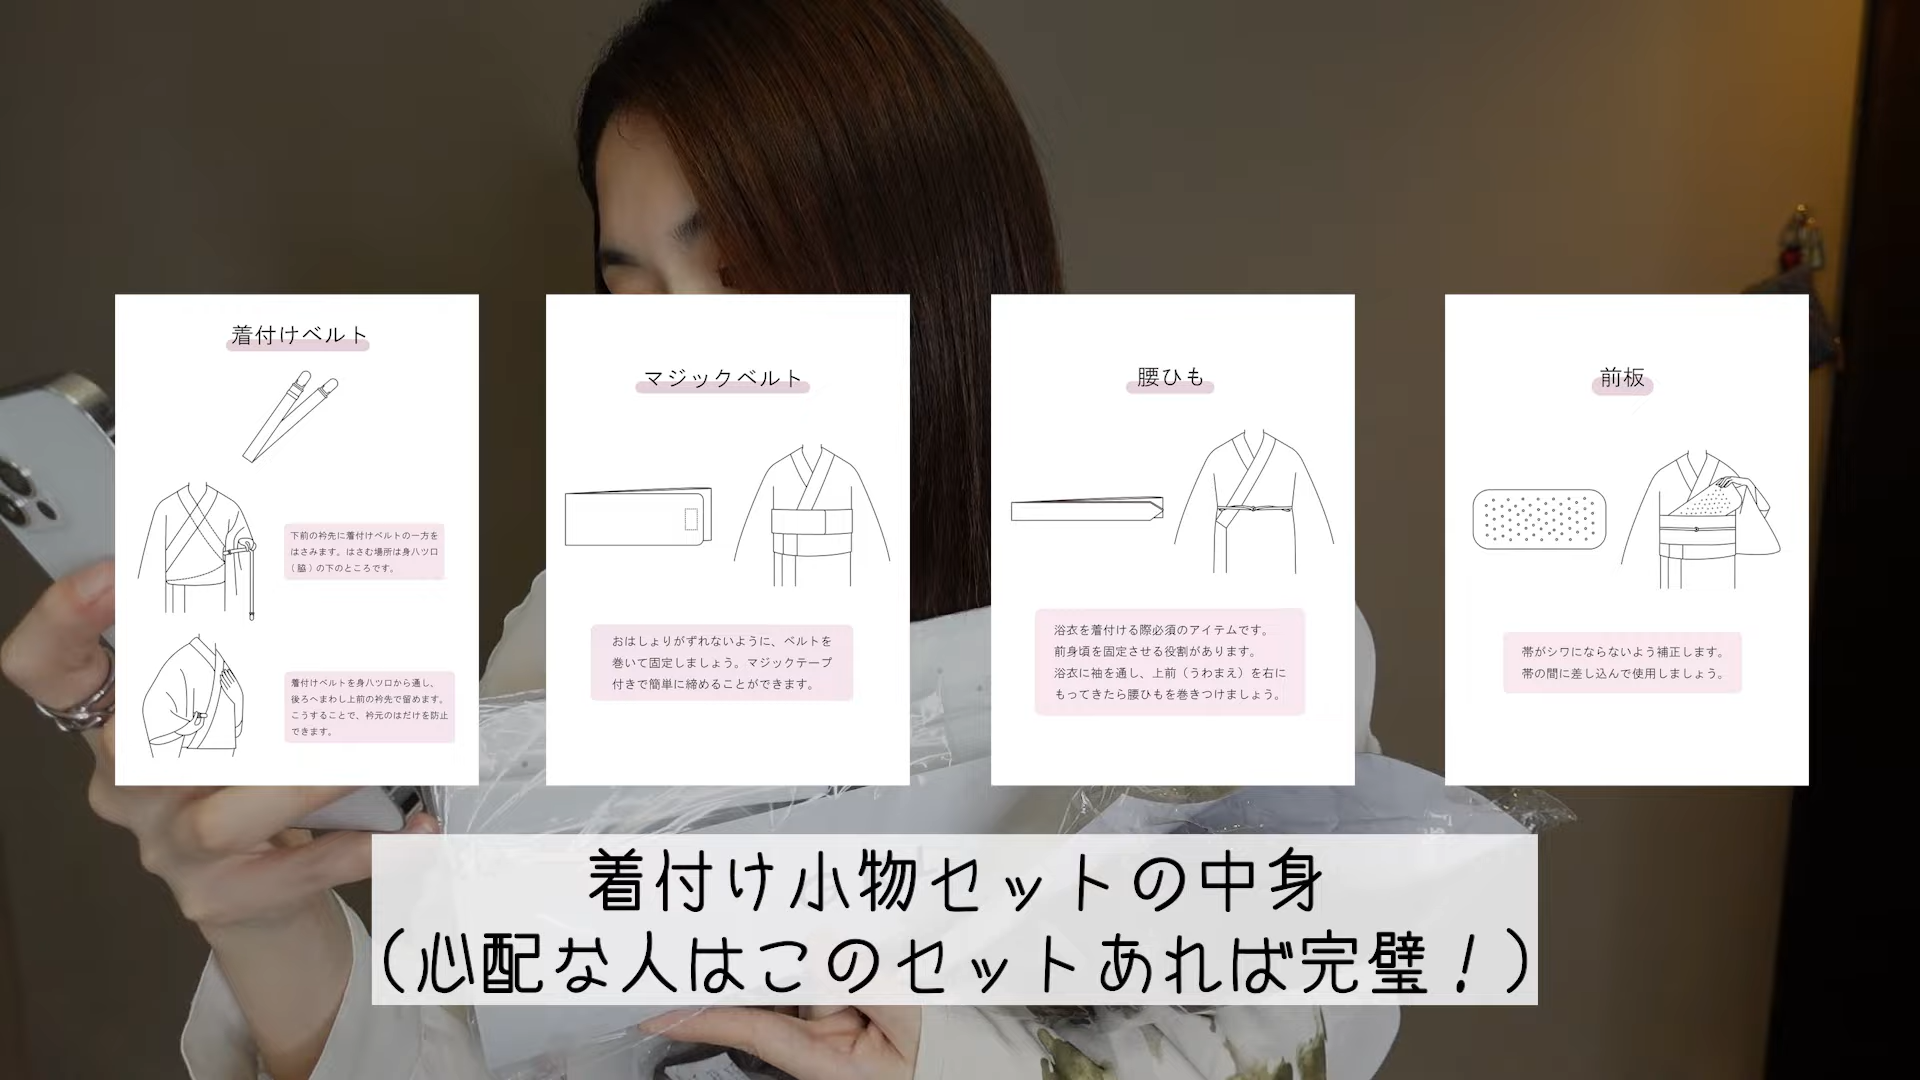 着付けベルト
下前の衿先に着付けベルトの一方を
はさみます。はさむ場所は身八ツ口
(脇)の下のところです。
着付けベルトを身八ツ口から通し、
後ろへまわし上前の衿先で留めます。
こうすることで、衿元のはだけを防止
できます。
マジックベルト
おはしょりがずれないように、ベルトを
巻いて固定しましょう。マジックテープ
付きで簡単に締めることができます。
腰ひも
浴衣を着付ける際必須のアイテムです。
前身頃を固定させる役割があります。
浴衣に袖を通し、上前(うわまえ)を右に
もってきたら腰ひもを巻きつけましょう。
前板
帯がシワにならないよう補正します。
帯の間に差し込んで使用しましょう。
着付け小物セットの中身
(心配な人はこのセットあれば完璧!)